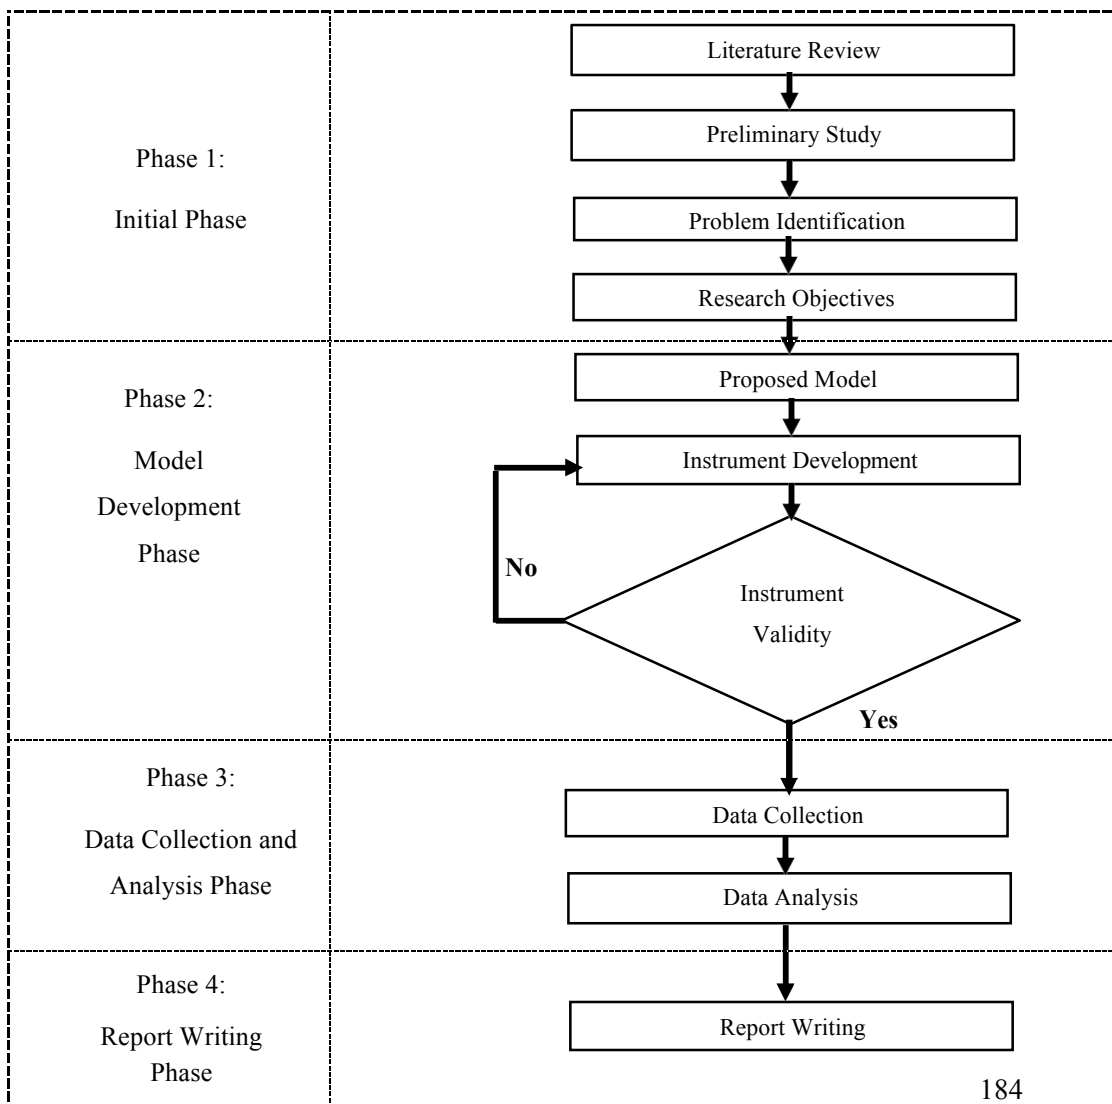 Literature Review
Preliminary Study
Phase 1:
Initial Phase
Problem Identification
Research Objectives
Phase 2:
Model
Development
Phase
Proposed Model
Instrument Development
No
Instrument
Validity
Yes
Phase 3:
Data Collection and
Analysis Phase
Data Collection
Data Analysis
Phase 4:
Report Writing
Phase
Report Writing
184